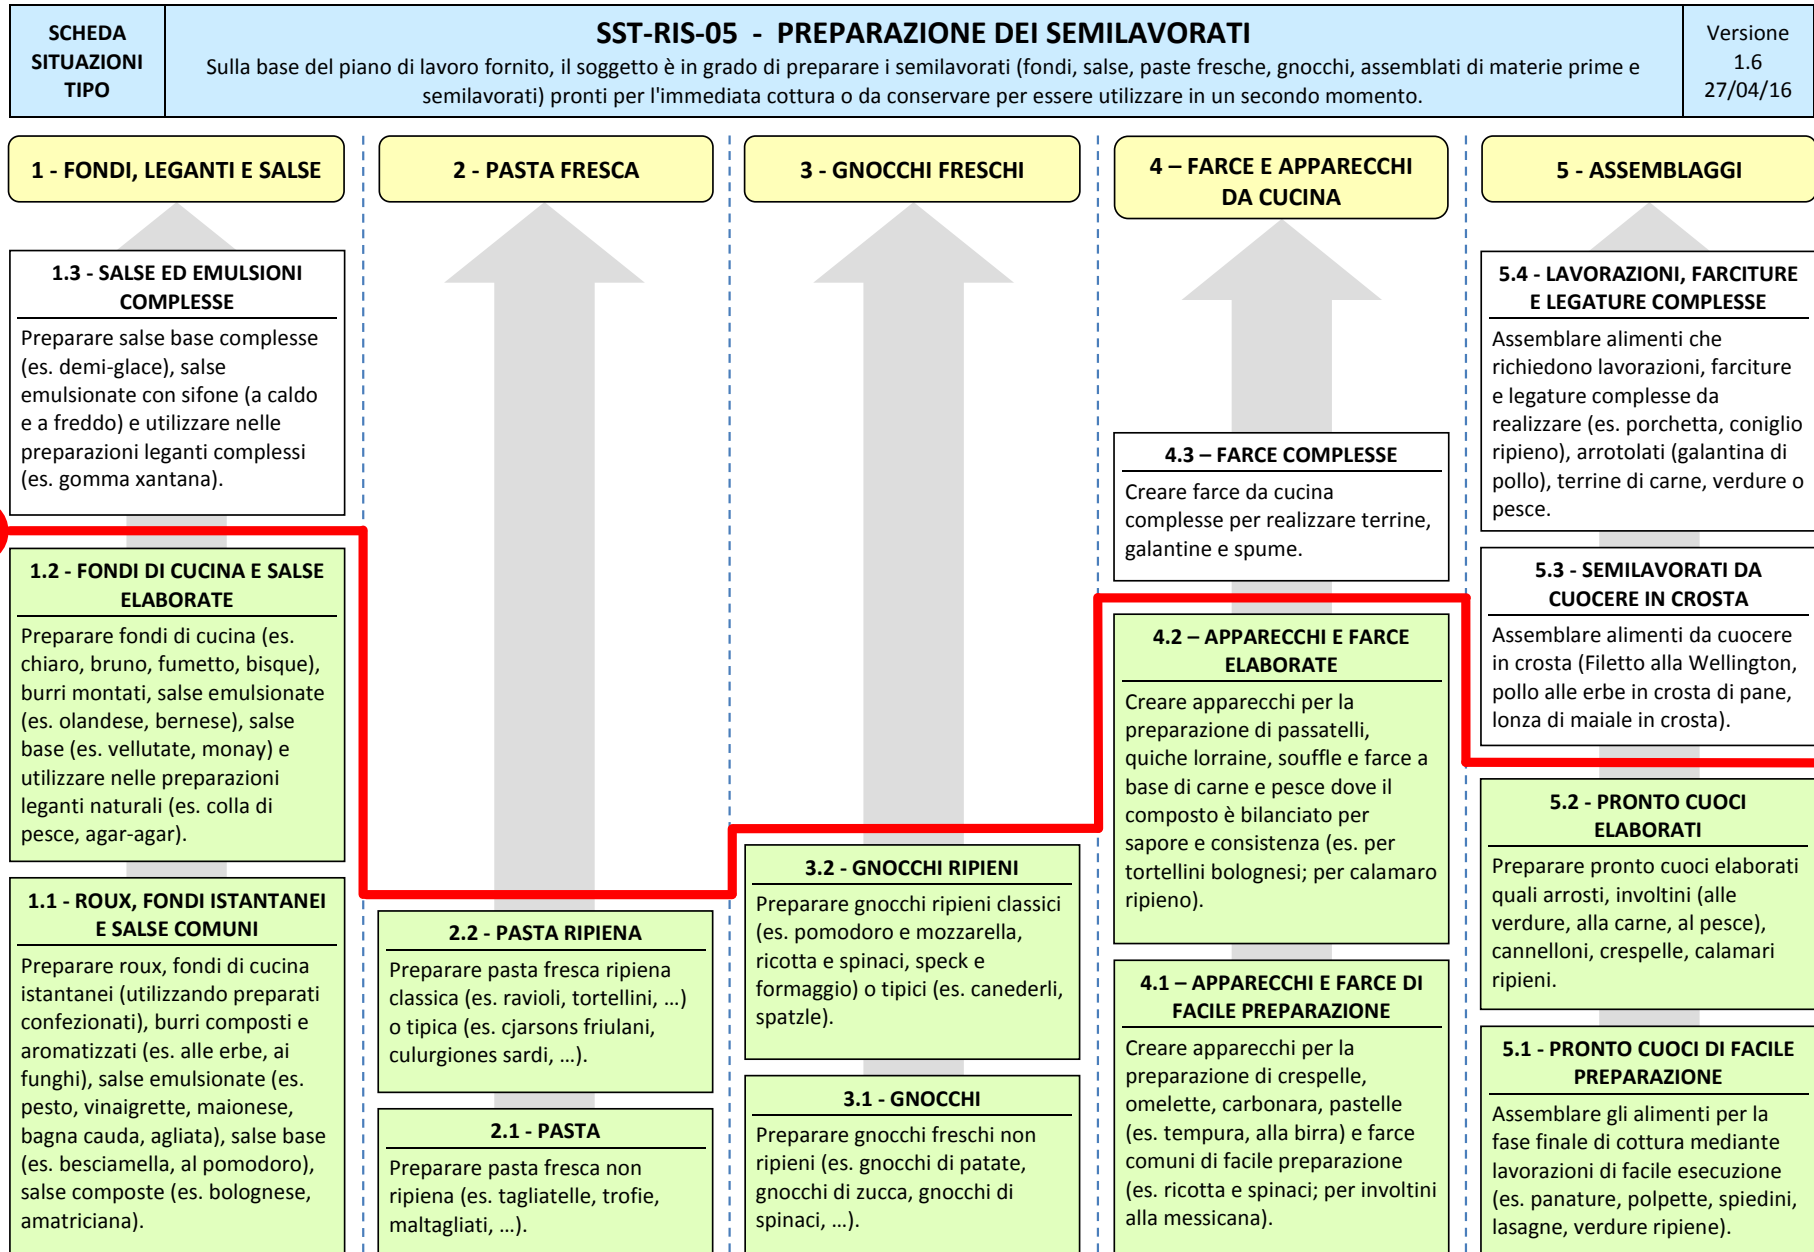 SCHEDA
SITUAZIONI
TIPO
SST-RIS-05 - PREPARAZIONE DEI SEMILAVORATI
Sulla base del piano di lavoro fornito, il soggetto è in grado di preparare i semilavorati (fondi, salse, paste fresche, gnocchi, assemblati di materie prime e
semilavorati) pronti per l'immediata cottura o da conservare per essere utilizzare in un secondo momento.
Versione
1.6
27/04/16
1 - FONDI, LEGANTI E SALSE
1.3 - SALSE ED EMULSIONI
COMPLESSE
Preparare salse base complesse
(es. demi-glace), salse
emulsionate con sifone (a caldo
e a freddo) e utilizzare nelle
preparazioni leganti complessi
(es. gomma xantana).
1.2 - FONDI DI CUCINA E SALSE
ELABORATE
Preparare fondi di cucina (es.
chiaro, bruno, fumetto, bisque),
burri montati, salse emulsionate
(es. olandese, bernese), salse
base (es. vellutate, monay) e
utilizzare nelle preparazioni
leganti naturali (es. colla di
pesce, agar-agar).
1.1 - ROUX, FONDI ISTANTANEI
E SALSE COMUNI
Preparare roux, fondi di cucina
istantanei (utilizzando preparati
confezionati), burri composti e
aromatizzati (es. alle erbe, ai
funghi), salse emulsionate (es.
pesto, vinaigrette, maionese,
bagna cauda, agliata), salse base
(es. besciamella, al pomodoro),
salse composte (es. bolognese,
amatriciana).
2 - PASTA FRESCA
2.2 - PASTA RIPIENA
Preparare pasta fresca ripiena
classica (es. ravioli, tortellini, …)
o tipica (es. cjarsons friulani,
culurgiones sardi, …).
2.1 - PASTA
Preparare pasta fresca non
ripiena (es. tagliatelle, trofie,
maltagliati, …).
3 - GNOCCHI FRESCHI
3.2 - GNOCCHI RIPIENI
Preparare gnocchi ripieni classici
(es. pomodoro e mozzarella,
ricotta e spinaci, speck e
formaggio) o tipici (es. canederli,
spatzle).
3.1 - GNOCCHI
Preparare gnocchi freschi non
ripieni (es. gnocchi di patate,
gnocchi di zucca, gnocchi di
spinaci, …).
4 – FARCE E APPARECCHI
DA CUCINA
4.3 – FARCE COMPLESSE
Creare farce da cucina
complesse per realizzare terrine,
galantine e spume.
4.2 – APPARECCHI E FARCE
ELABORATE
Creare apparecchi per la
preparazione di passatelli,
quiche lorraine, souffle e farce a
base di carne e pesce dove il
composto è bilanciato per
sapore e consistenza (es. per
tortellini bolognesi; per calamaro
ripieno).
4.1 – APPARECCHI E FARCE DI
FACILE PREPARAZIONE
Creare apparecchi per la
preparazione di crespelle,
omelette, carbonara, pastelle
(es. tempura, alla birra) e farce
comuni di facile preparazione
(es. ricotta e spinaci; per involtini
alla messicana).
5 - ASSEMBLAGGI
5.4 - LAVORAZIONI, FARCITURE
E LEGATURE COMPLESSE
Assemblare alimenti che
richiedono lavorazioni, farciture
e legature complesse da
realizzare (es. porchetta, coniglio
ripieno), arrotolati (galantina di
pollo), terrine di carne, verdure o
pesce.
5.3 - SEMILAVORATI DA
CUOCERE IN CROSTA
Assemblare alimenti da cuocere
in crosta (Filetto alla Wellington,
pollo alle erbe in crosta di pane,
lonza di maiale in crosta).
5.2 - PRONTO CUOCI
ELABORATI
Preparare pronto cuoci elaborati
quali arrosti, involtini (alle
verdure, alla carne, al pesce),
cannelloni, crespelle, calamari
ripieni.
5.1 - PRONTO CUOCI DI FACILE
PREPARAZIONE
Assemblare gli alimenti per la
fase finale di cottura mediante
lavorazioni di facile esecuzione
(es. panature, polpette, spiedini,
lasagne, verdure ripiene).